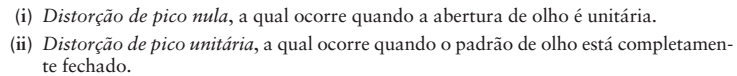 (i) Distorção de pico nula, a qual ocorre quando a abertura de olho é unitária.
(ii) Distorção de pico unitária, a qual ocorre quando o padrão de olho está completamen-
te fechado.